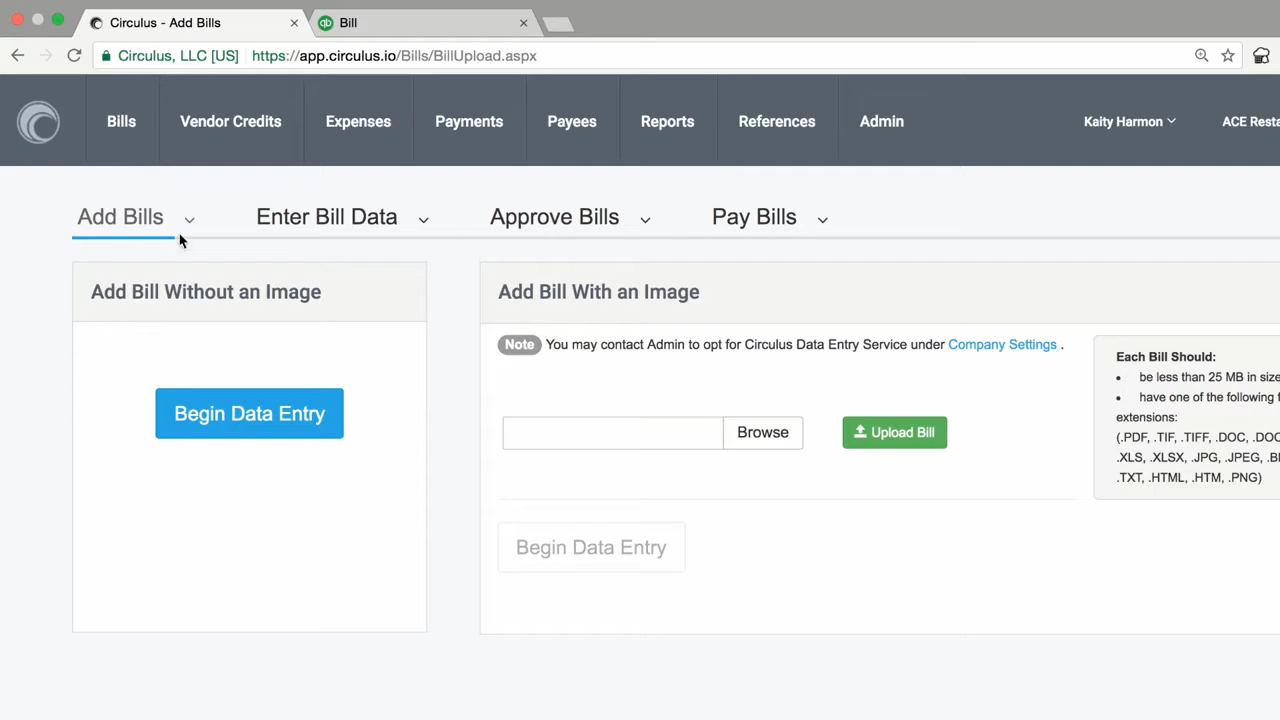 Circulus - Add Bills
Bill
Circulus, LLC [US] https://app.circulus.io/Bills/BillUpload.aspx
Bills Vendor Credits Expenses Payments Payees Reports References Admin Kaity Harmon ACE Resta
Add Bills Enter Bill Data Approve Bills Pay Bills
Add Bill Without an Image
Begin Data Entry
Add Bill With an Image
Note You may contact Admin to opt for Circulus Data Entry Service under Company Settings .
Browse Upload Bill
Begin Data Entry
Each Bill Should:
• be less than 25 MB in size
• have one of the following f
extensions:
(.PDF, .TIF, .TIFF, .DOC, .DOC
.XLS, .XLSX, .JPG, .JPEG, .B
.TXT, .HTML, .HTM, .PNG)